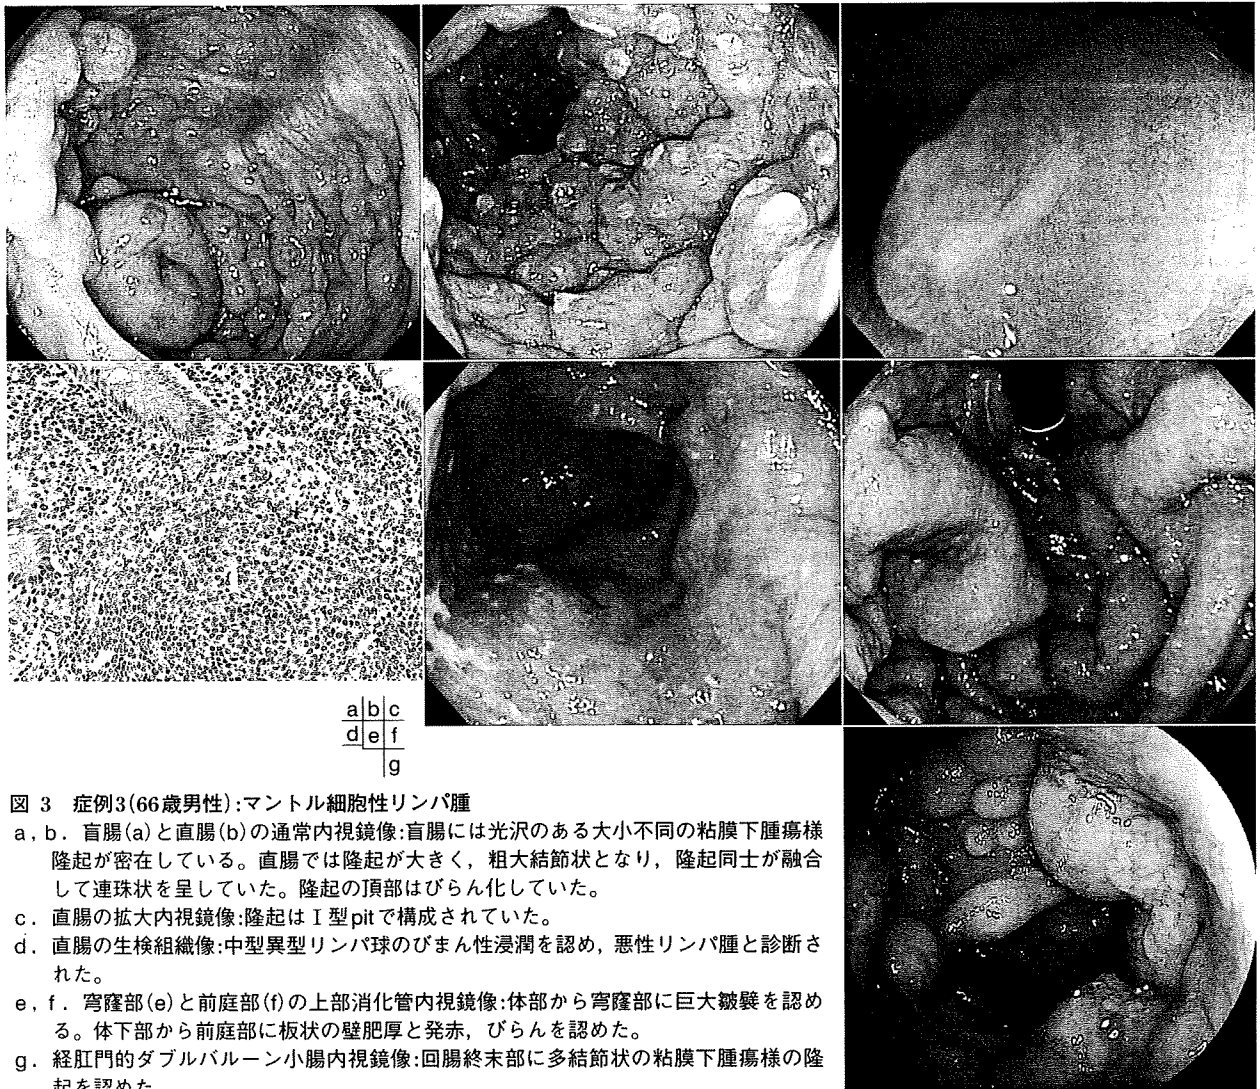 a b c
d e f
g
図 3 症例3(66歳男性):マントル細胞性リンパ腫
a, b. 盲腸(a)と直腸(b)の通常内視鏡像:盲腸には光沢のある大小不同の粘膜下腫瘍様
隆起が密在している。直腸では隆起が大きく,粗大結節状となり,隆起同士が融合
して連珠状を呈していた。隆起の頂部はびらん化していた。
c. 直腸の拡大内視鏡像:隆起はⅠ型pitで構成されていた。
d. 直腸の生検組織像:中型異型リンパ球のびまん性浸潤を認め,悪性リンパ腫と診断さ
れた。
e, f. 穹窿部(e)と前庭部(f)の上部消化管内視鏡像:体部から穹窿部に巨大皺襞を認め
る。体下部から前庭部に板状の壁肥厚と発赤,びらんを認めた。
g. 経肛門的ダブルバルーン小腸内視鏡像:回腸終末部に多結節状の粘膜下腫瘍様の隆
起を認めた